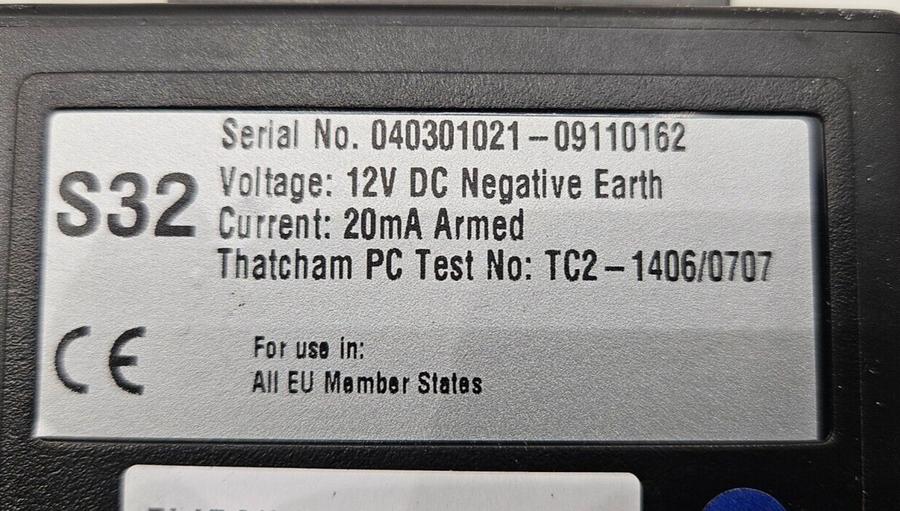 Serial No. 040301021-09110162
S32
Voltage: 12V DC Negative Earth
Current: 20mA Armed
Thatcham PC Test No: TC2-1406/0707
CE
For use in:
All EU Member States